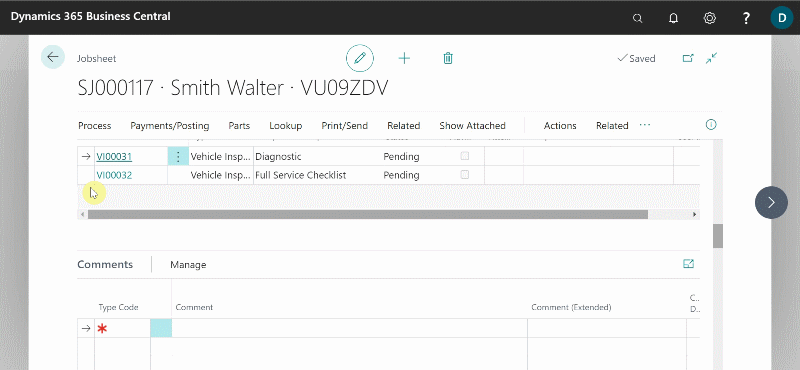 Dynamics 365 Business Central
?
D
Jobsheet
Saved
SJ000117 · Smith Walter · VU09ZDV
Process Payments/Posting Parts Lookup Print/Send Related Show Attached Actions Related ···
VI00031 Vehicle Insp... Diagnostic Pending
VI00032 Vehicle Insp... Full Service Checklist Pending
Comments Manage
Type Code Comment Comment (Extended) C.. D..